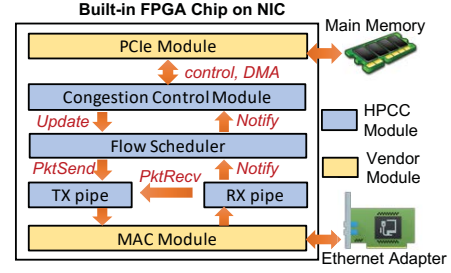 Built-in FPGA Chip on NIC
Main Memory
PCIe Module
control, DMA
Congestion Control Module
Update
Notify
HPCC
Module
Flow Scheduler
PktSend
PktRecv
Notify
Vendor
Module
TX pipe
RX pipe
MAC Module
Ethernet Adapter